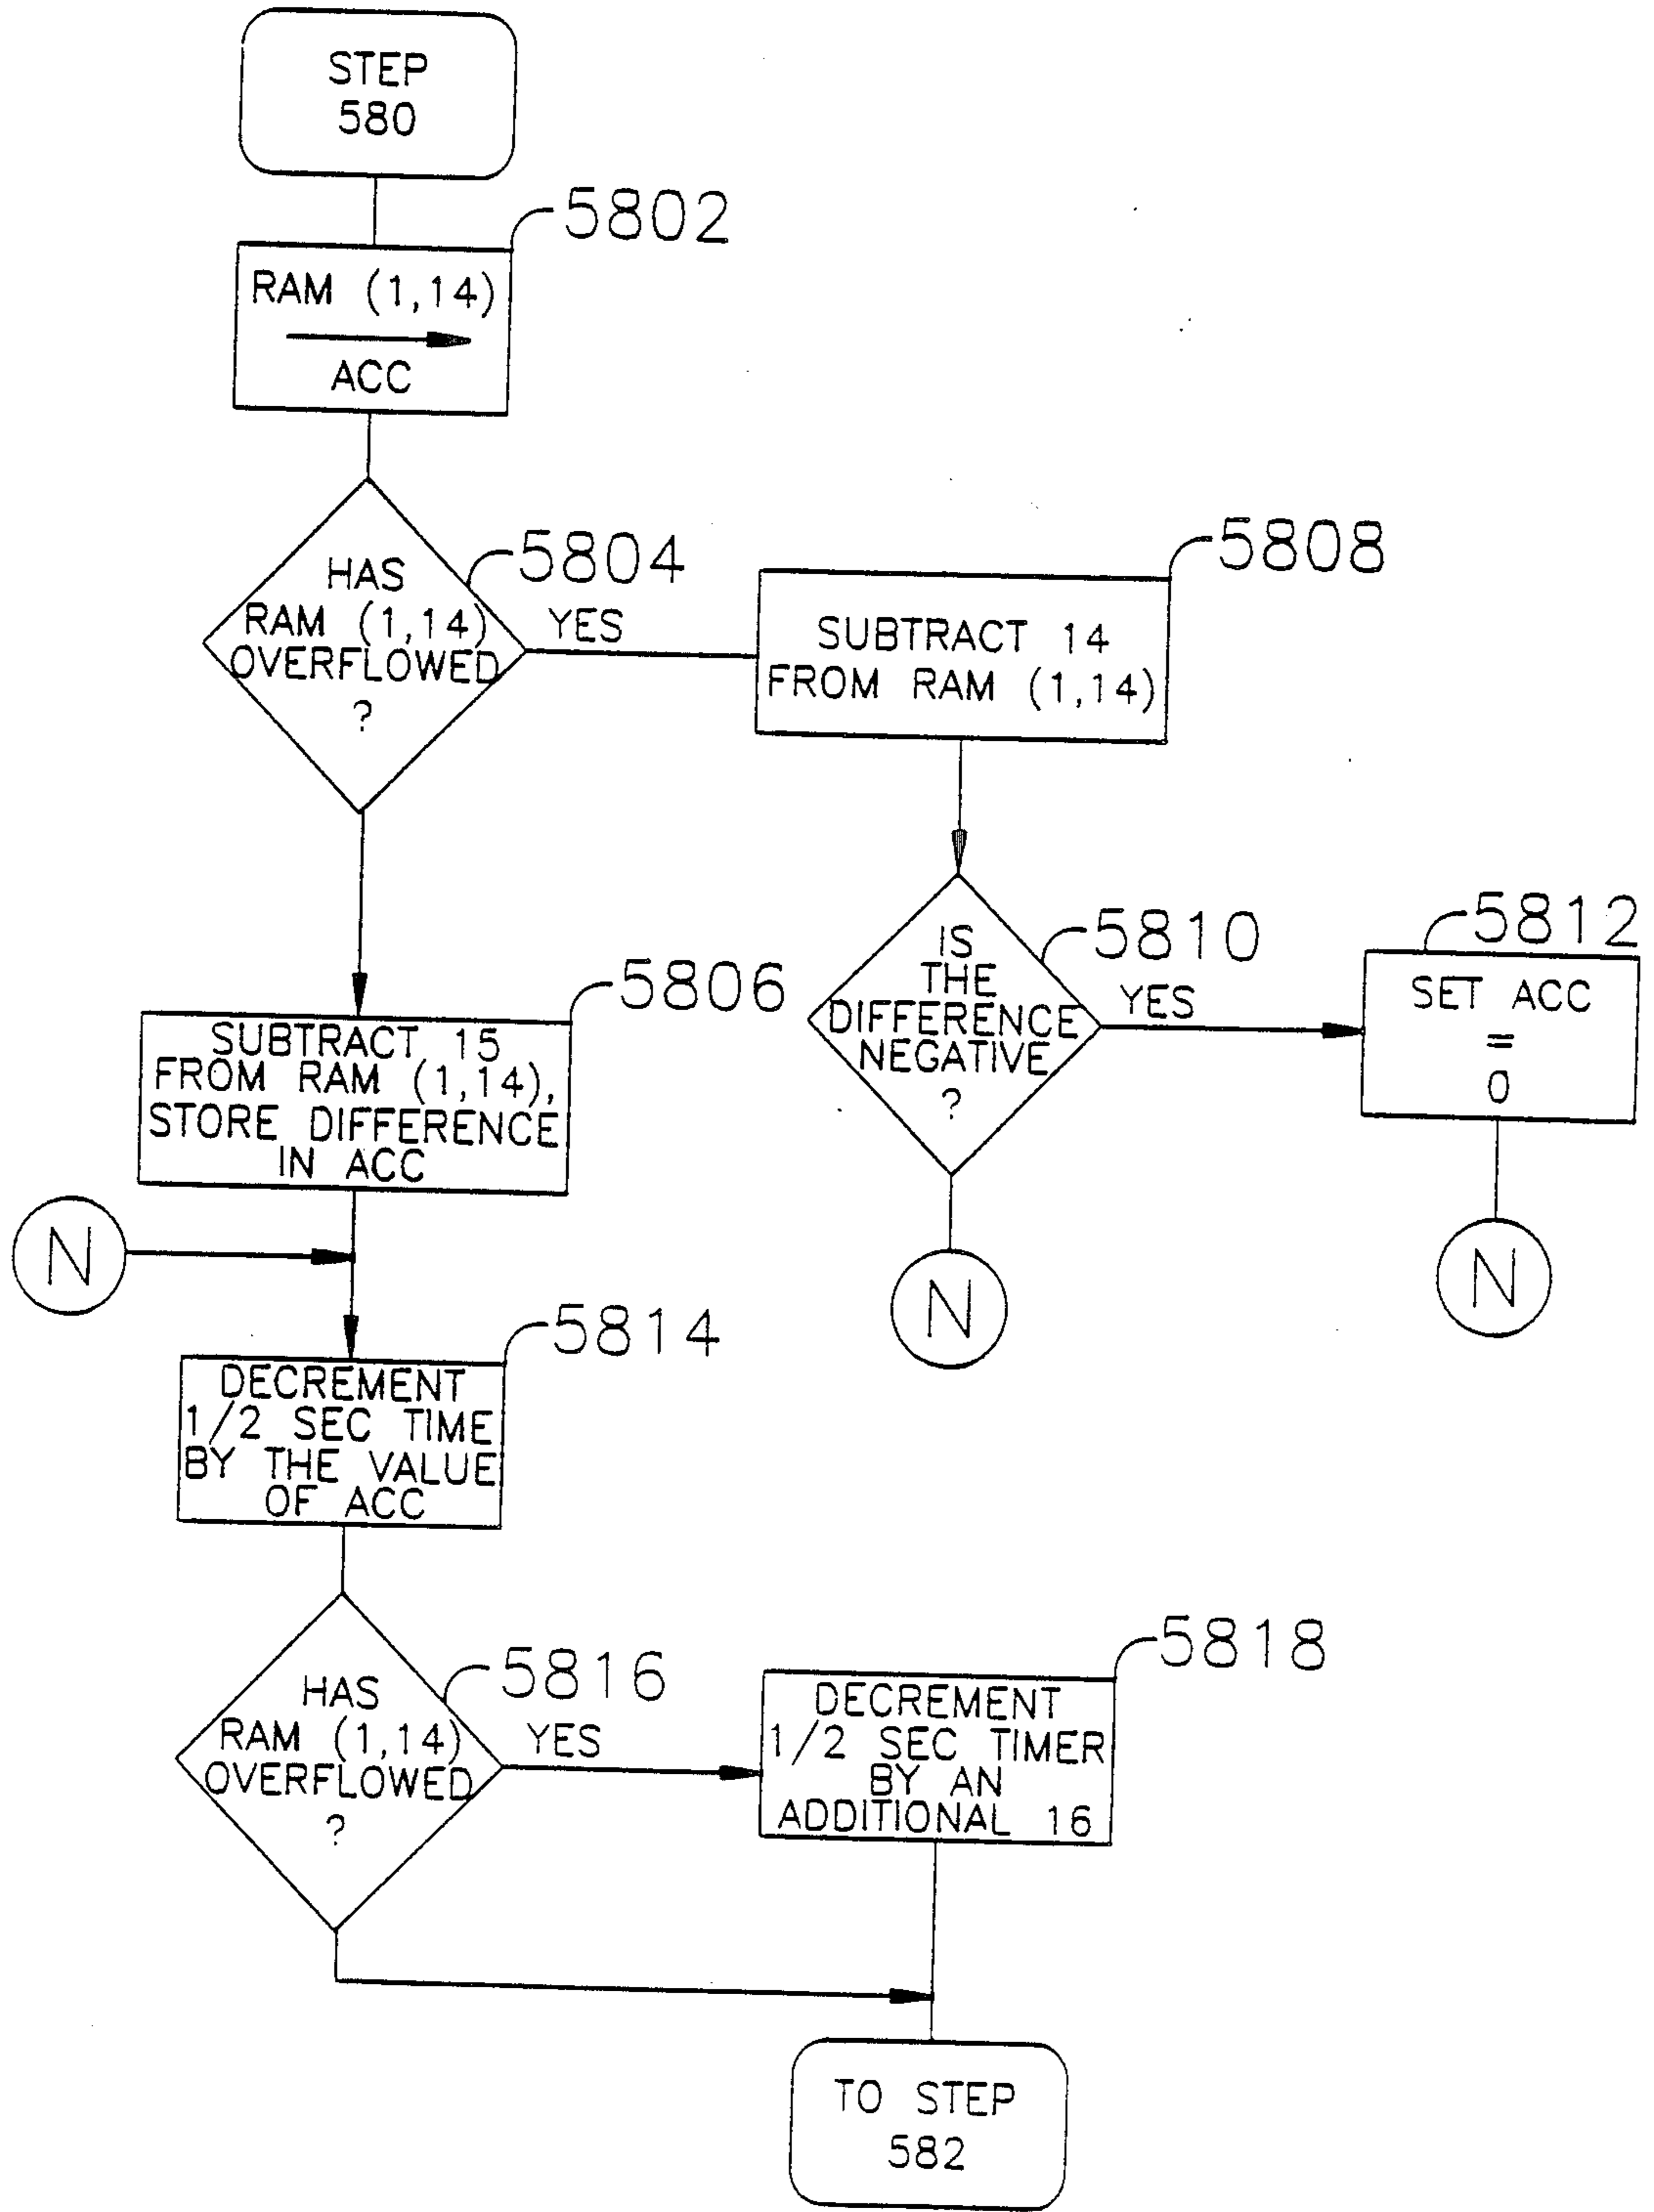 STEP
580
5802
RAM (1,14)
ACC
5804
HAS
RAM (1,14)
OVERFLOWED
?
YES
5808
SUBTRACT 14
FROM RAM (1,14)
5810
IS
THE
DIFFERENCE
NEGATIVE
?
YES
5812
SET ACC
=
0
5806
SUBTRACT 15
FROM RAM (1,14),
STORE DIFFERENCE
IN ACC
N
N
N
5814
DECREMENT
1/2 SEC TIME
BY THE VALUE
OF ACC
5816
HAS
RAM (1,14)
OVERFLOWED
?
YES
5818
DECREMENT
1/2 SEC TIMER
BY AN
ADDITIONAL 16
TO STEP
582